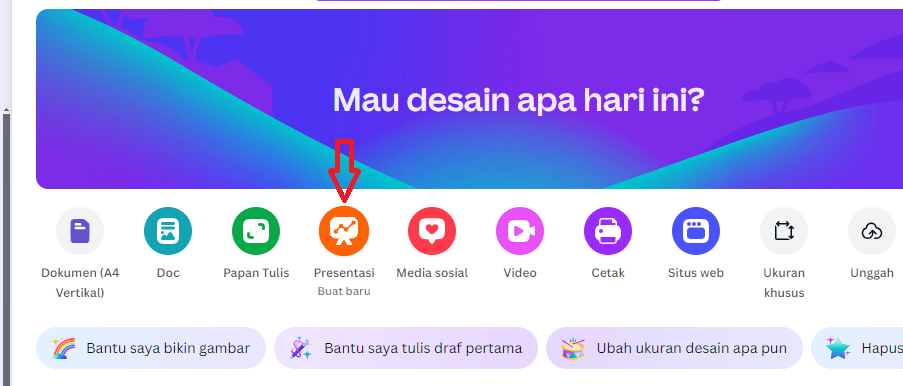 Mau desain apa hari ini?
Dokumen (A4
Vertikal)
Doc
Papan Tulis
Presentasi
Buat baru
Media sosial
Video
Cetak
Situs web
Ukuran
khusus
Unggah
Bantu saya bikin gambar
Bantu saya tulis draf pertama
Ubah ukuran desain apa pun
Hapus